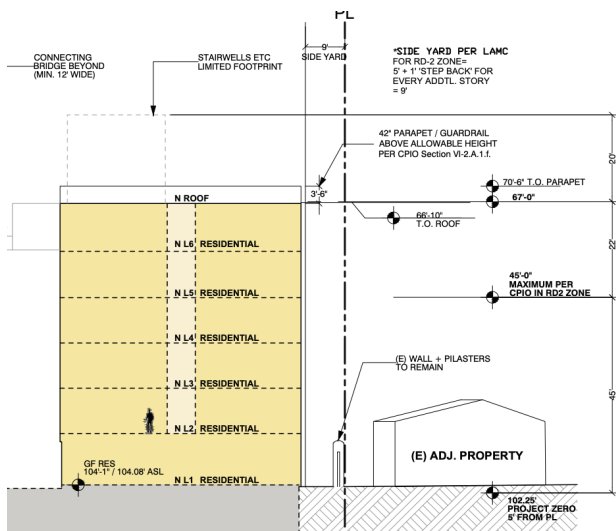 PL
CONNECTING
BRIDGE BEYOND
(MIN. 12' WIDE)
STAIRWELLS ETC
LIMITED FOOTPRINT
9'
SIDE YARD
*SIDE YARD PER LAMC
FOR RD-2 ZONE=
5' + 1' 'STEP BACK' FOR
EVERY ADDTL. STORY
= 9'
42" PARAPET / GUARDRAIL
ABOVE ALLOWABLE HEIGHT
PER CPIO Section VI-2.A.1.f.
20'
3'-6"
70'-6" T.O. PARAPET
N ROOF
67'-0"
66'-10"
T.O. ROOF
22'
N L6 RESIDENTIAL
N L5 RESIDENTIAL
45'-0"
MAXIMUM PER
CPIO IN RD2 ZONE
N L4 RESIDENTIAL
(E) WALL + PILASTERS
TO REMAIN
N L3 RESIDENTIAL
45'
N L2 RESIDENTIAL
(E) ADJ. PROPERTY
GF RES
104'-1" / 104.08' ASL
N L1 RESIDENTIAL
102.25'
PROJECT ZERO
5' FROM PL